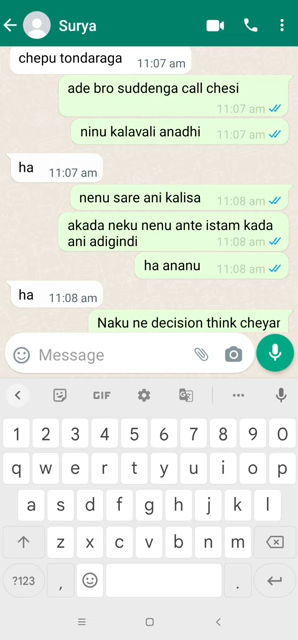 Surya
chepu tondaraga 11:07 am
ade bro suddenga call chesi
11:07 am
ninu kalavali anadhi 11:07 am
ha 11:07 am
nenu sare ani kalisa 11:08 am
akada neku nenu ante istam kada
ani adigindi 11:08 am
ha ananu 11:08 am
ha 11:08 am
Naku ne decision think cheyar
Message
GIF
1 2 3 4 5 6 7 8 9 0
q w e r t y u i o p
a s d f g h j k l
z x c v b n m
?123 , .